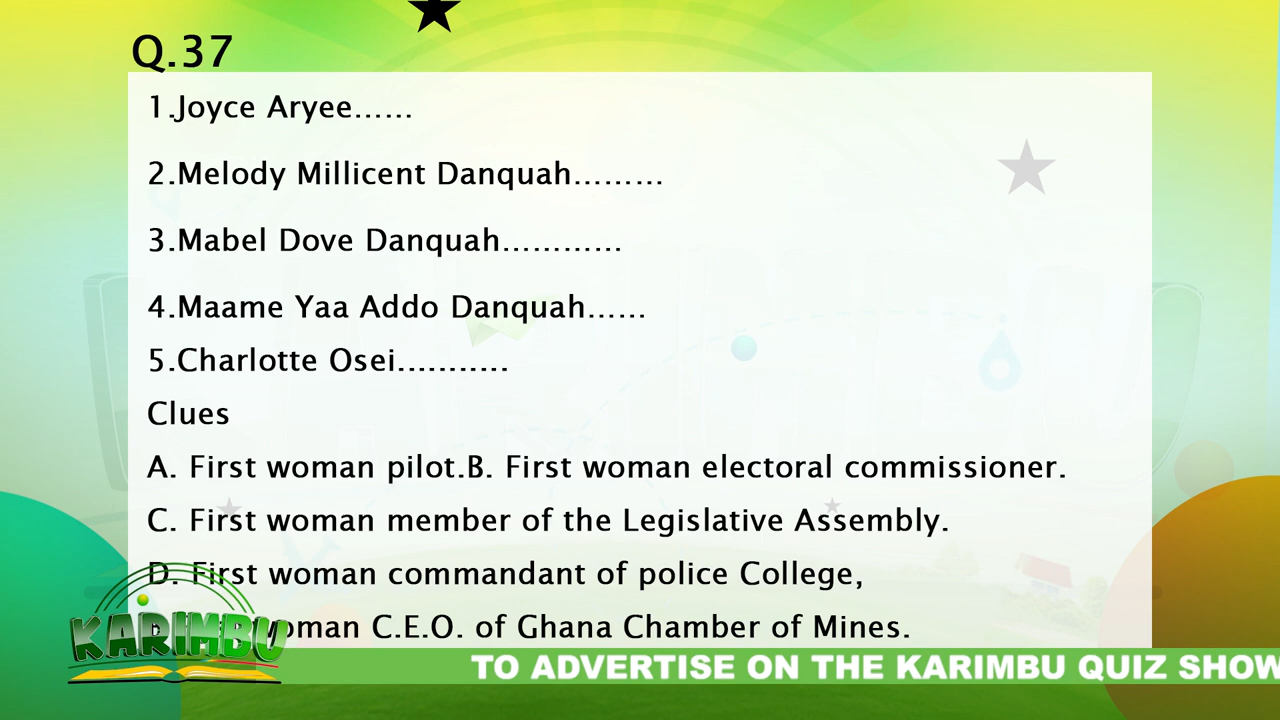 Q.37
1.Joyce Aryee......
2.Melody Millicent Danquah.........
3.Mabel Dove Danquah............
4.Maame Yaa Addo Danquah......
5.Charlotte Osei...........
Clues
A. First woman pilot.B. First woman electoral commissioner.
C. First woman member of the Legislative Assembly.
D. First woman commandant of police College,
woman C.E.O. of Ghana Chamber of Mines.
KARIMBU
TO ADVERTISE ON THE KARIMBU QUIZ SHOW